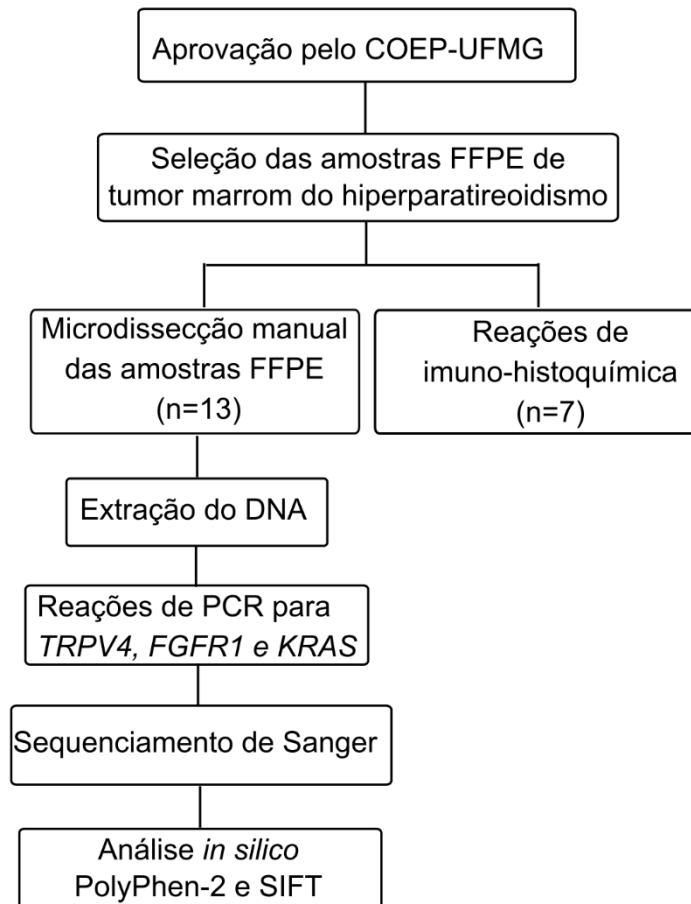 Aprovação pelo COEP-UFMG
Seleção das amostras FFPE de
tumor marrom do hiperparatireoidismo
Microdissecção manual
das amostras FFPE
(n=13)
Reações de
imuno-histoquímica
(n=7)
Extração do DNA
Reações de PCR para
TRPV4, FGFR1 e KRAS
Sequenciamento de Sanger
Análise in silico
PolyPhen-2 e SIFT